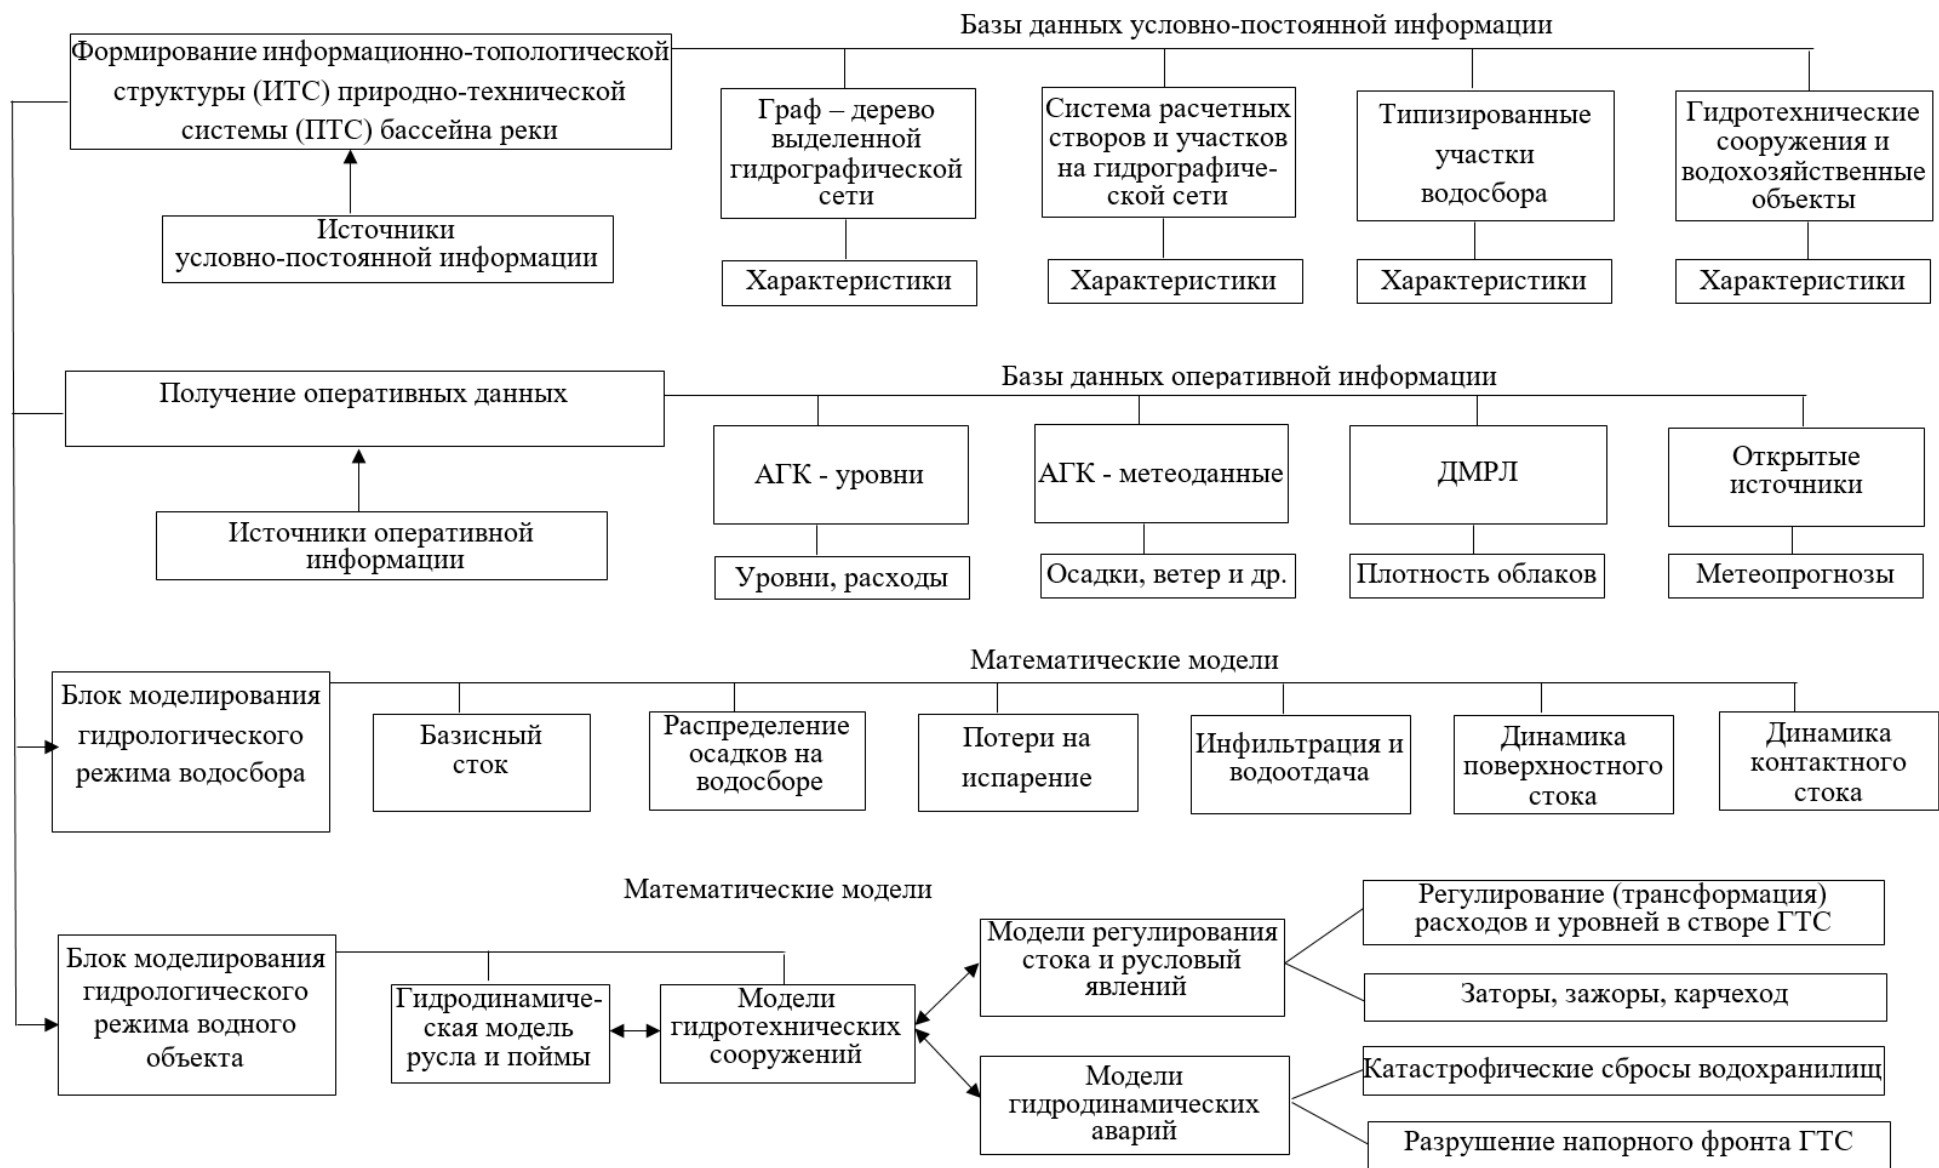 Базы данных условно-постоянной информации
Формирование информационно-топологической
структуры (ИТС) природно-технической
системы (ПТС) бассейна реки
Граф – дерево
выделенной
гидрографической
сети
Система расчетных
створов и участков
на гидрографиче-
ской сети
Типизированные
участки
водосбора
Гидротехнические
сооружения и
водохозяйственные
объекты
Источники
условно-постоянной информации
Характеристики
Характеристики
Характеристики
Характеристики
Базы данных оперативной информации
Получение оперативных данных
АГК - уровни
АГК - метеоданные
ДМРЛ
Открытые
источники
Источники оперативной
информации
Уровни, расходы
Осадки, ветер и др.
Плотность облаков
Метеопрогнозы
Математические модели
Блок моделирования
гидрологического
режима водосбора
Базисный
сток
Распределение
осадков на
водосборе
Потери на
испарение
Инфильтрация и
водоотдача
Динамика
поверхностного
стока
Динамика
контактного
стока
Математические модели
Блок моделирования
гидрологического
режима водного
объекта
Гидродинамиче-
ская модель
русла и поймы
Модели
гидротехнических
сооружений
Модели регулирования
стока и русловый
явлений
Регулирование (трансформация)
расходов и уровней в створе ГТС
Заторы, зажоры, карчеход
Модели
гидродинамических
аварий
Катастрофические сбросы водохранилищ
Разрушение напорного фронта ГТС